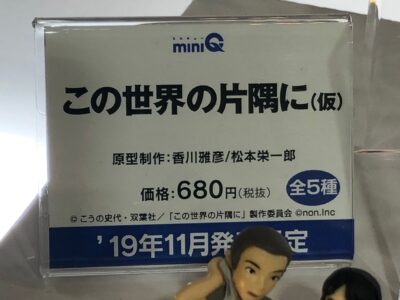 miniQ
この世界の片隅に(仮)
原型制作:香川雅彦/松本栄一郎
価格:680円(税抜) 全5種
© こうの史代・双葉社/「この世界の片隅に」製作委員会 ©non.Inc
'19年11月発 定